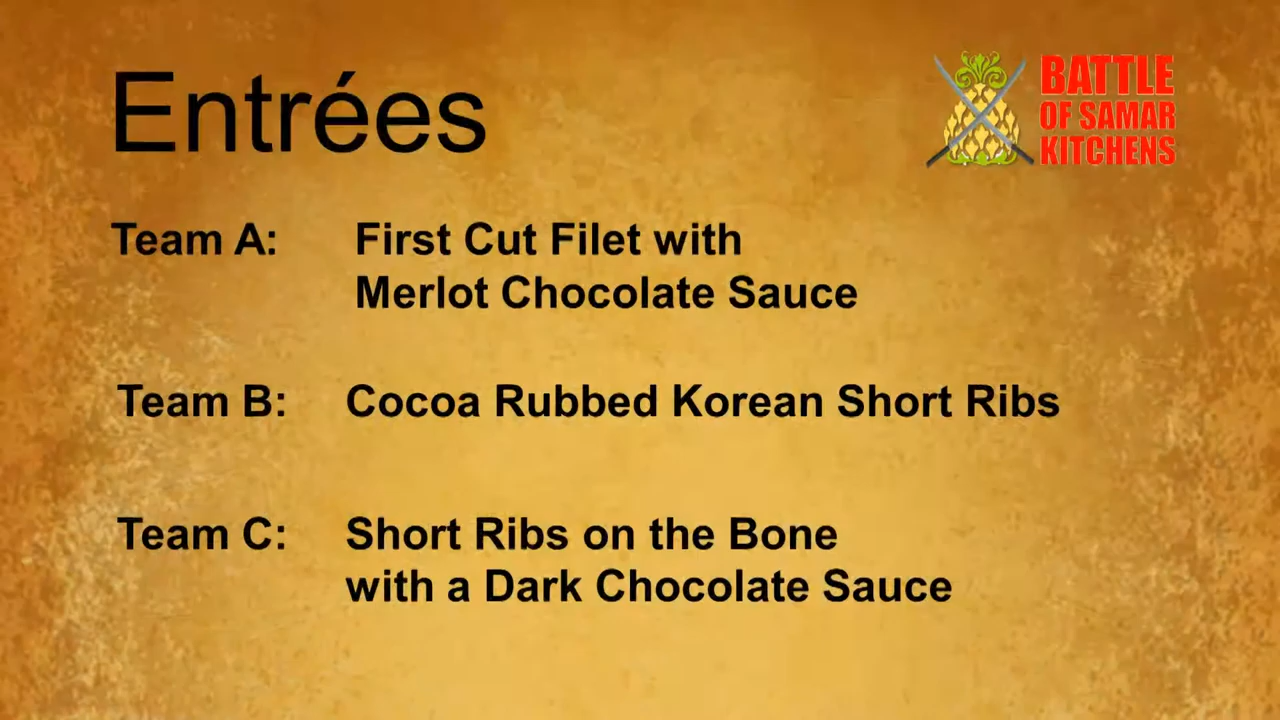 Entrées
BATTLE
OF SAMAR
KITCHENS
Team A: First Cut Filet with
Merlot Chocolate Sauce
Team B: Cocoa Rubbed Korean Short Ribs
Team C: Short Ribs on the Bone
with a Dark Chocolate Sauce